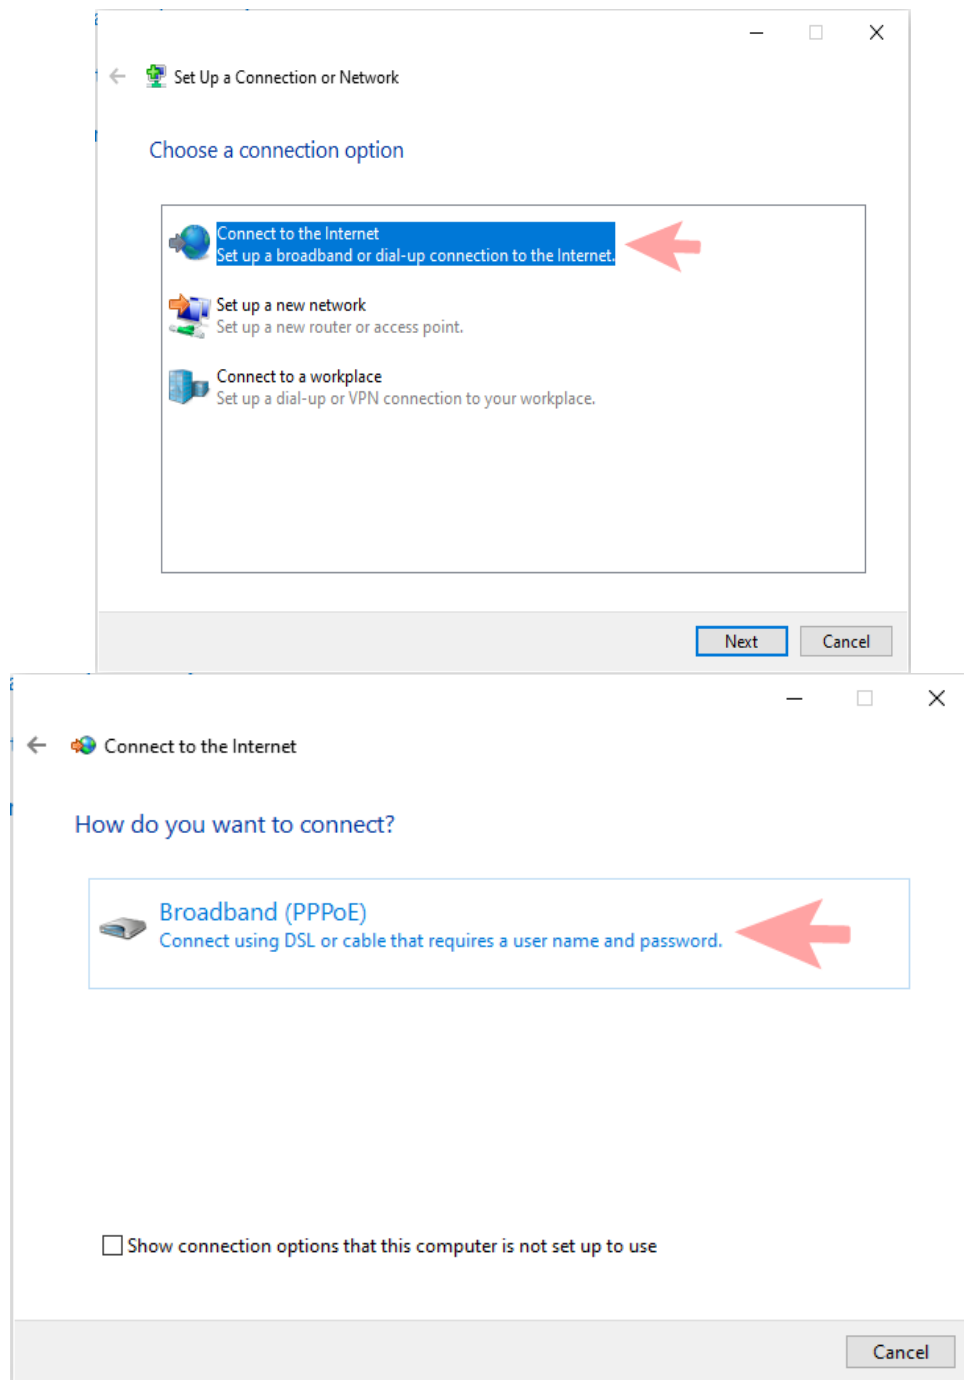 Set Up a Connection or Network
Choose a connection option
Connect to the Internet
Set up a broadband or dial-up connection to the Internet.
Set up a new network
Set up a new router or access point.
Connect to a workplace
Set up a dial-up or VPN connection to your workplace.
Next
Cancel
Connect to the Internet
How do you want to connect?
Broadband (PPPoE)
Connect using DSL or cable that requires a user name and password.
Show connection options that this computer is not set up to use
Cancel